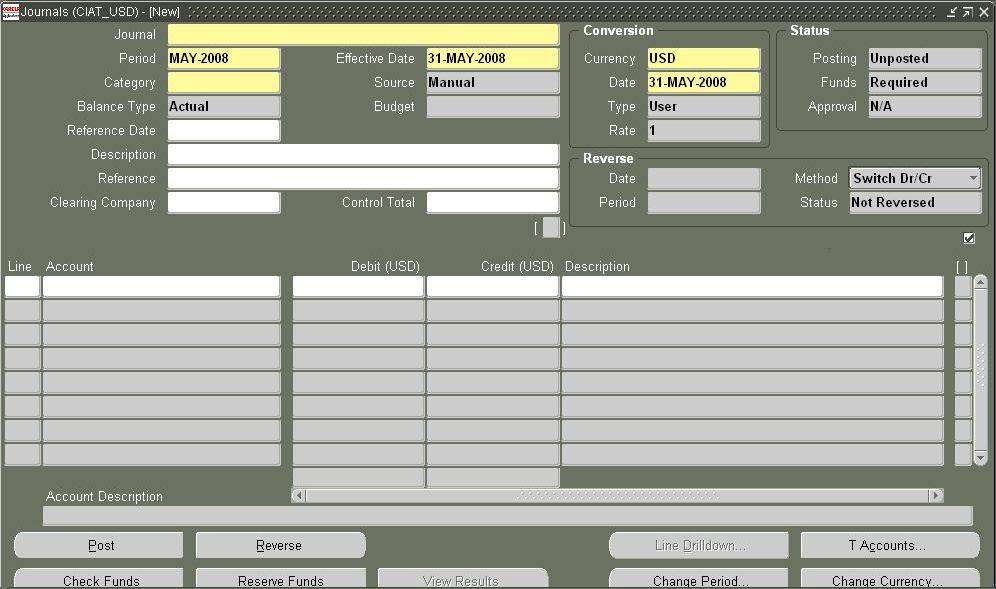 ORACLE Journals (CIAT_USD) - [New]
Journal
Period MAY-2008 Effective Date 31-MAY-2008
Category Source Manual
Balance Type Actual Budget
Reference Date
Description
Reference
Clearing Company Control Total
[ ]
Conversion
Currency USD
Date 31-MAY-2008
Type User
Rate 1
Status
Posting Unposted
Funds Required
Approval N/A
Reverse
Date Method Switch Dr/Cr
Period Status Not Reversed
Line Account Debit (USD) Credit (USD) Description [ ]
Account Description
Post Reverse Line Drilldown... T Accounts...
Check Funds Reserve Funds View Results Change Period... Change Currency...